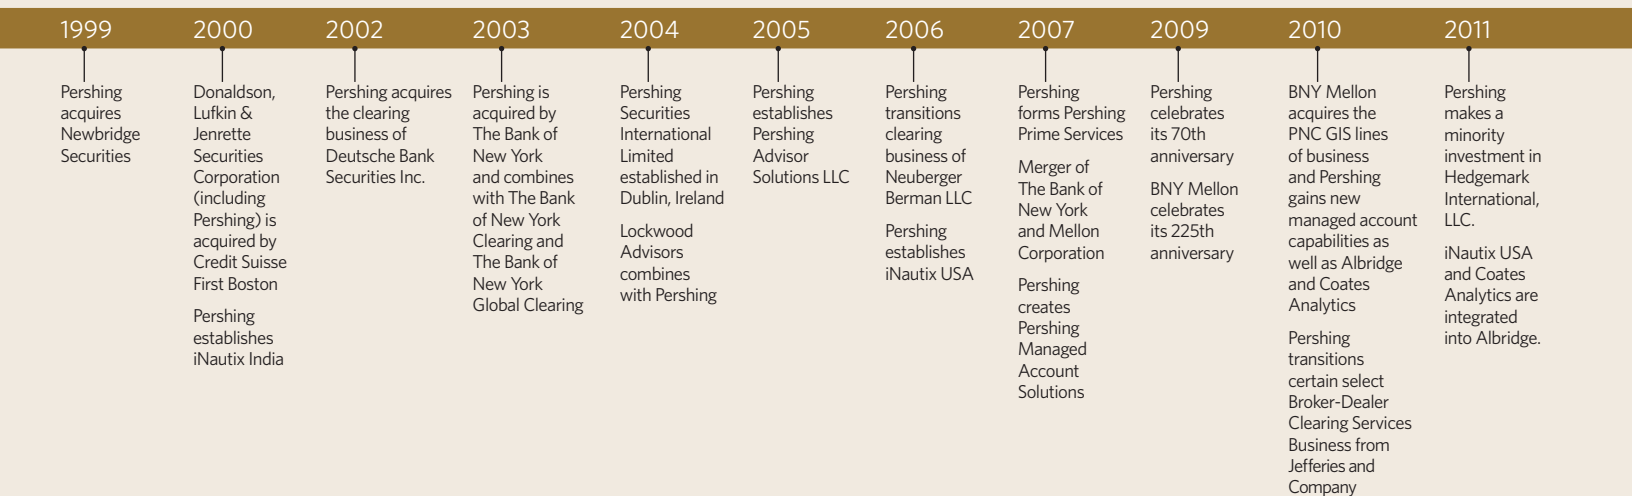 1999
Pershing
acquires
Newbridge
Securities
2000
Donaldson,
Lufkin &
Jenrette
Securities
Corporation
(including
Pershing) is
acquired by
Credit Suisse
First Boston
Pershing
establishes
iNautix India
2002
Pershing acquires
the clearing
business of
Deutsche Bank
Securities Inc.
2003
Pershing is
acquired by
The Bank of
New York
and combines
with The Bank
of New York
Clearing and
The Bank of
New York
Global Clearing
2004
Pershing
Securities
International
Limited
established in
Dublin, Ireland
Lockwood
Advisors
combines
with Pershing
2005
Pershing
establishes
Pershing
Advisor
Solutions LLC
2006
Pershing
transitions
clearing
business of
Neuberger
Berman LLC
Pershing
establishes
iNautix USA
2007
Pershing
forms Pershing
Prime Services
Merger of
The Bank of
New York
and Mellon
Corporation
Pershing
creates
Pershing
Managed
Account
Solutions
2009
Pershing
celebrates
its 70th
anniversary
BNY Mellon
celebrates
its 225th
anniversary
2010
BNY Mellon
acquires the
PNC GIS lines
of business
and Pershing
gains new
managed account
capabilities as
well as Albridge
and Coates
Analytics
Pershing
transitions
certain select
Broker-Dealer
Clearing Services
Business from
Jefferies and
Company
2011
Pershing
makes a
minority
investment in
Hedgemark
International,
LLC.
iNautix USA
and Coates
Analytics are
integrated
into Albridge.